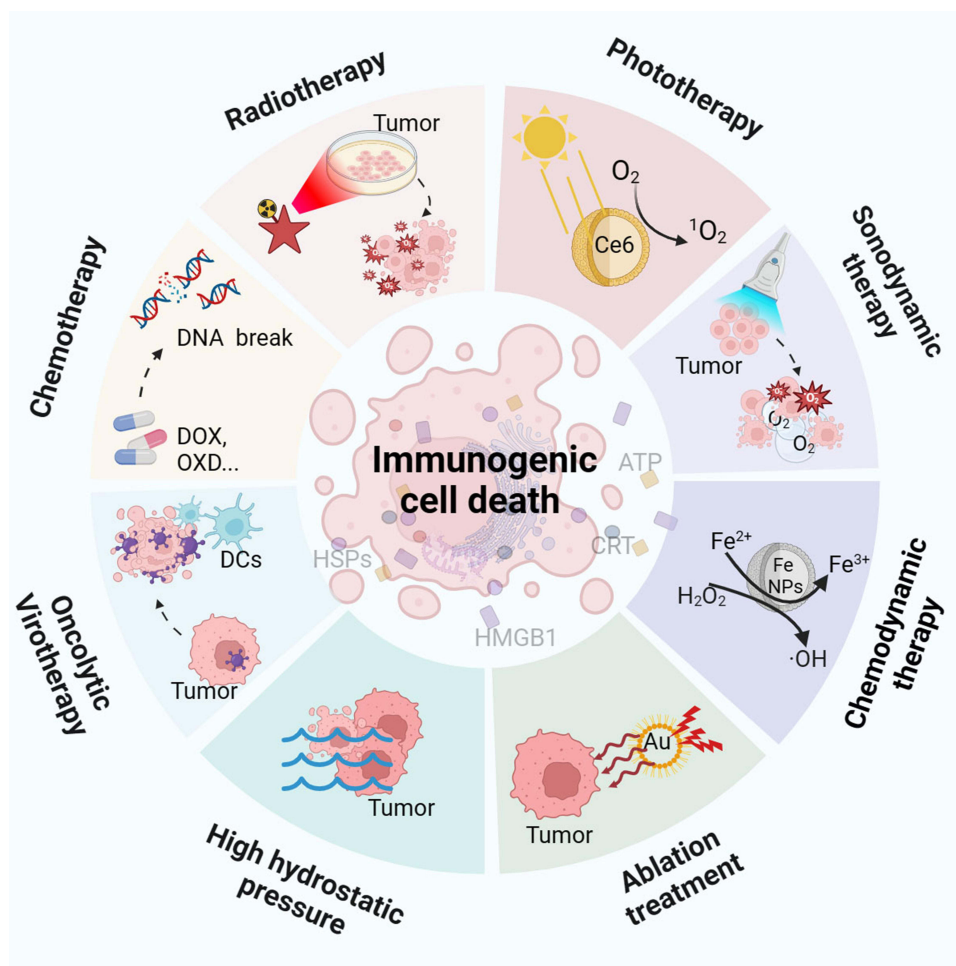 Radiotherapy
Tumor
Phototherapy
O₂
¹O₂
Ce6
Sonodynamic
therapy
Tumor
O₂
O₂
O₂
O₂
Chemodynamic
therapy
Fe²⁺
Fe
NPs
Fe³⁺
H₂O₂
·OH
Ablation
treatment
Au
Tumor
High hydrostatic
pressure
Tumor
Oncolytic
Virotherapy
DCs
Tumor
Chemotherapy
DNA break
DOX,
OXD...
Immunogenic
cell death
ATP
CRT
HSPs
HMGB1